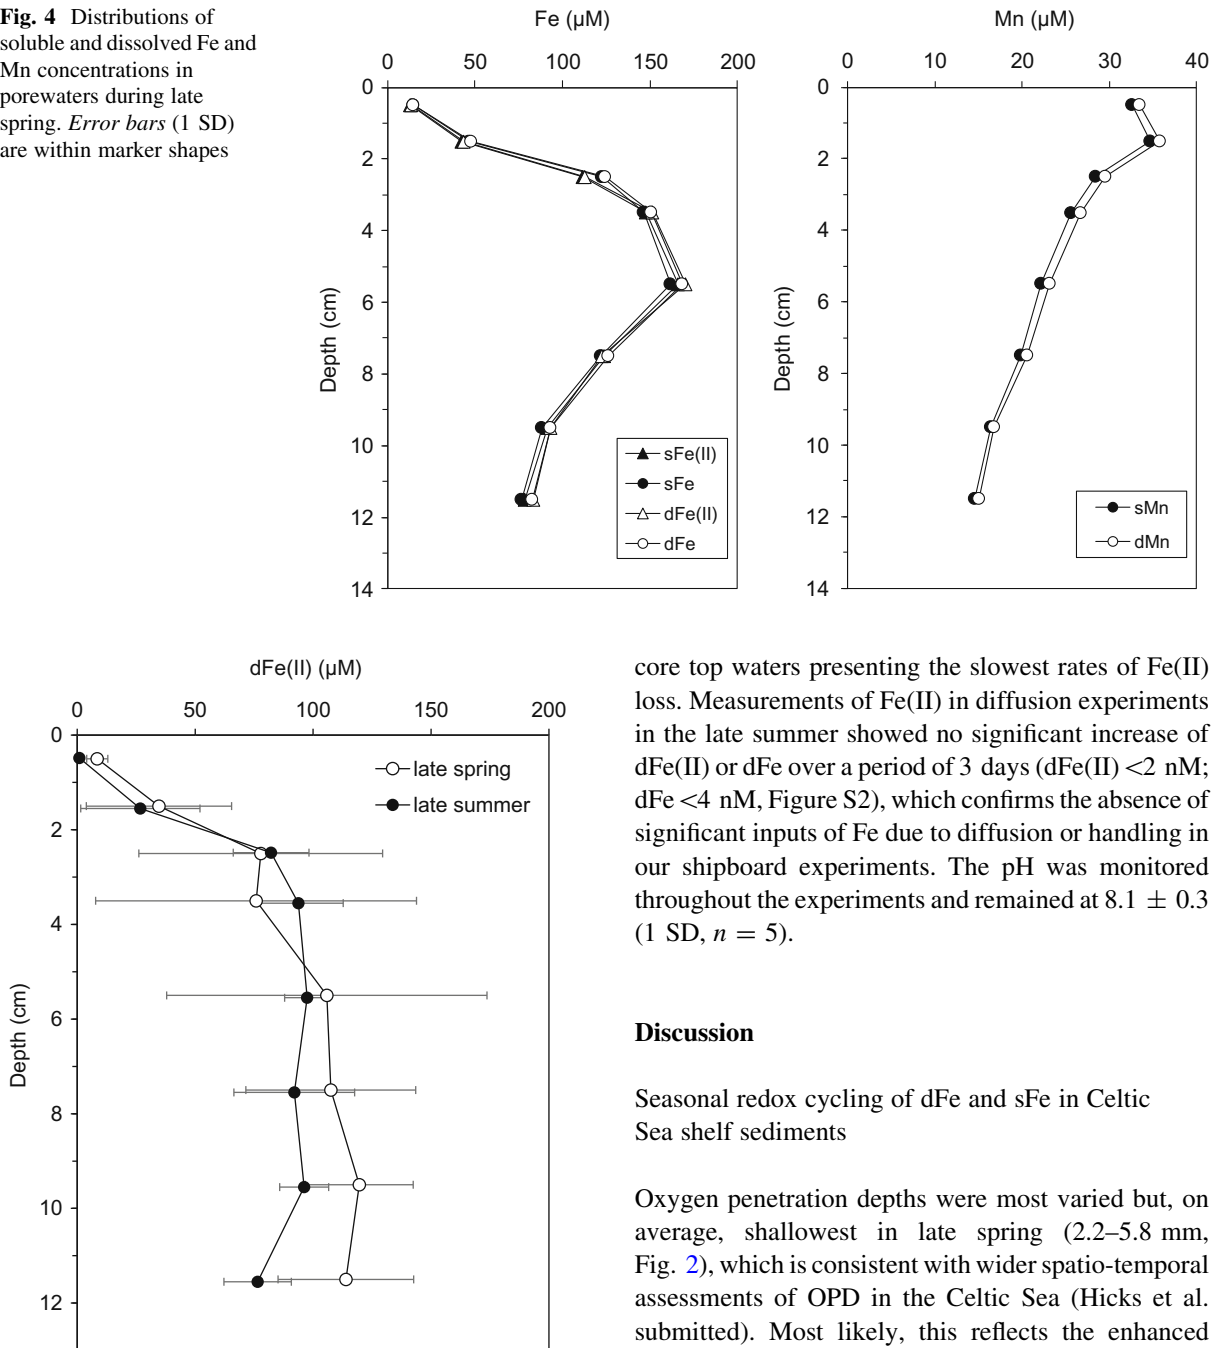 Fig. 4 Distributions of
soluble and dissolved Fe and
Mn concentrations in
porewaters during late
spring. Error bars (1 SD)
are within marker shapes
Fe (µM)
0 50 100 150 200
0
2
4
6
8
10
12
14
Depth (cm)
sFe(II)
sFe
dFe(II)
dFe
Mn (µM)
0 10 20 30 40
0
2
4
6
8
10
12
14
Depth (cm)
sMn
dMn
dFe(II) (µM)
0 50 100 150 200
0
2
4
6
8
10
12
Depth (cm)
late spring
late summer
core top waters presenting the slowest rates of Fe(II)
loss. Measurements of Fe(II) in diffusion experiments
in the late summer showed no significant increase of
dFe(II) or dFe over a period of 3 days (dFe(II) <2 nM;
dFe <4 nM, Figure S2), which confirms the absence of
significant inputs of Fe due to diffusion or handling in
our shipboard experiments. The pH was monitored
throughout the experiments and remained at 8.1 ± 0.3
(1 SD, n = 5).
Discussion
Seasonal redox cycling of dFe and sFe in Celtic
Sea shelf sediments
Oxygen penetration depths were most varied but, on
average, shallowest in late spring (2.2–5.8 mm,
Fig. 2), which is consistent with wider spatio-temporal
assessments of OPD in the Celtic Sea (Hicks et al.
submitted). Most likely, this reflects the enhanced